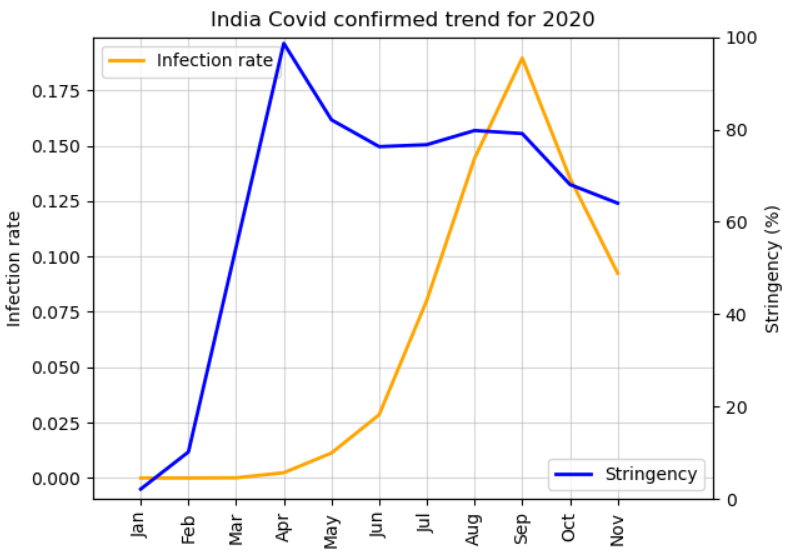 India Covid confirmed trend for 2020
Infection rate
Infection rate
0.175
0.150
0.125
0.100
0.075
0.050
0.025
0.000
100
80
60
40
20
0
Stringency (%)
Stringency
Jan
Feb
Mar
Apr
May
Jun
Jul
Aug
Sep
Oct
Nov